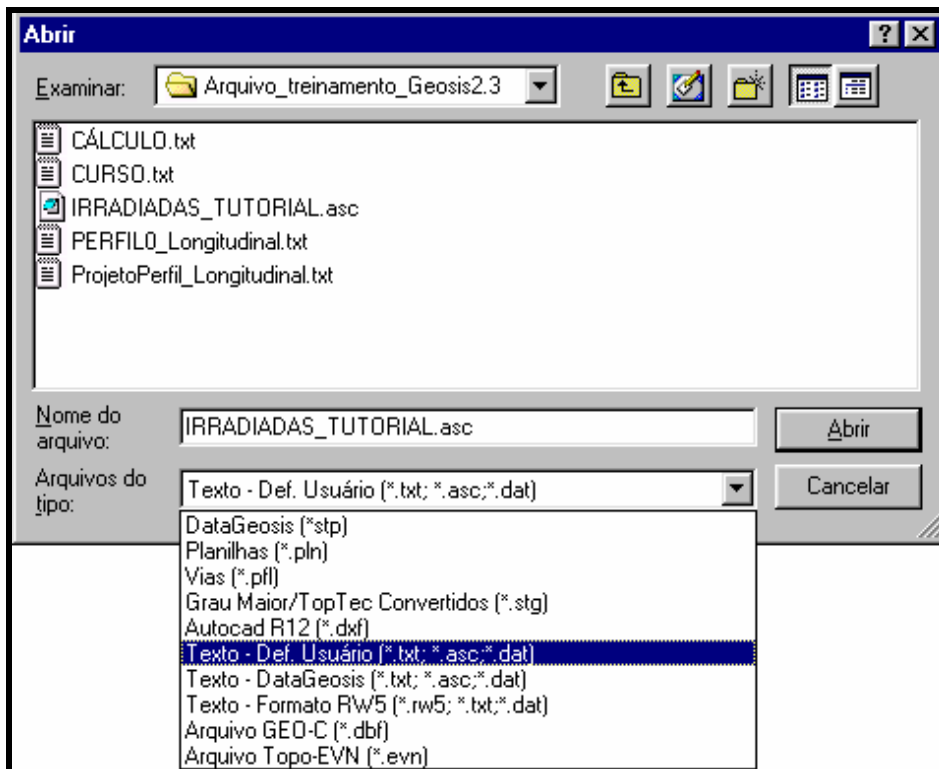 Abrir
Examinar: Arquivo_treinamento_Geosis2.3
CÁLCULO.txt
CURSO.txt
IRRADIADAS_TUTORIAL.asc
PERFIL0_Longitudinal.txt
ProjetoPerfil_Longitudinal.txt
Nome do arquivo: IRRADIADAS_TUTORIAL.asc Abrir
Arquivos do tipo: Texto - Def. Usuário (*.txt; *.asc;*.dat) Cancelar
DataGeosis (*stp)
Planilhas (*.pln)
Vias (*.pfl)
Grau Maior/TopTec Convertidos (*.stg)
Autocad R12 (*.dxf)
Texto - Def. Usuário (*.txt; *.asc;*.dat)
Texto - DataGeosis (*.txt; *.asc;*.dat)
Texto - Formato RW5 (*.rw5; *.txt;*.dat)
Arquivo GEO-C (*.dbf)
Arquivo Topo-EVN (*.evn)